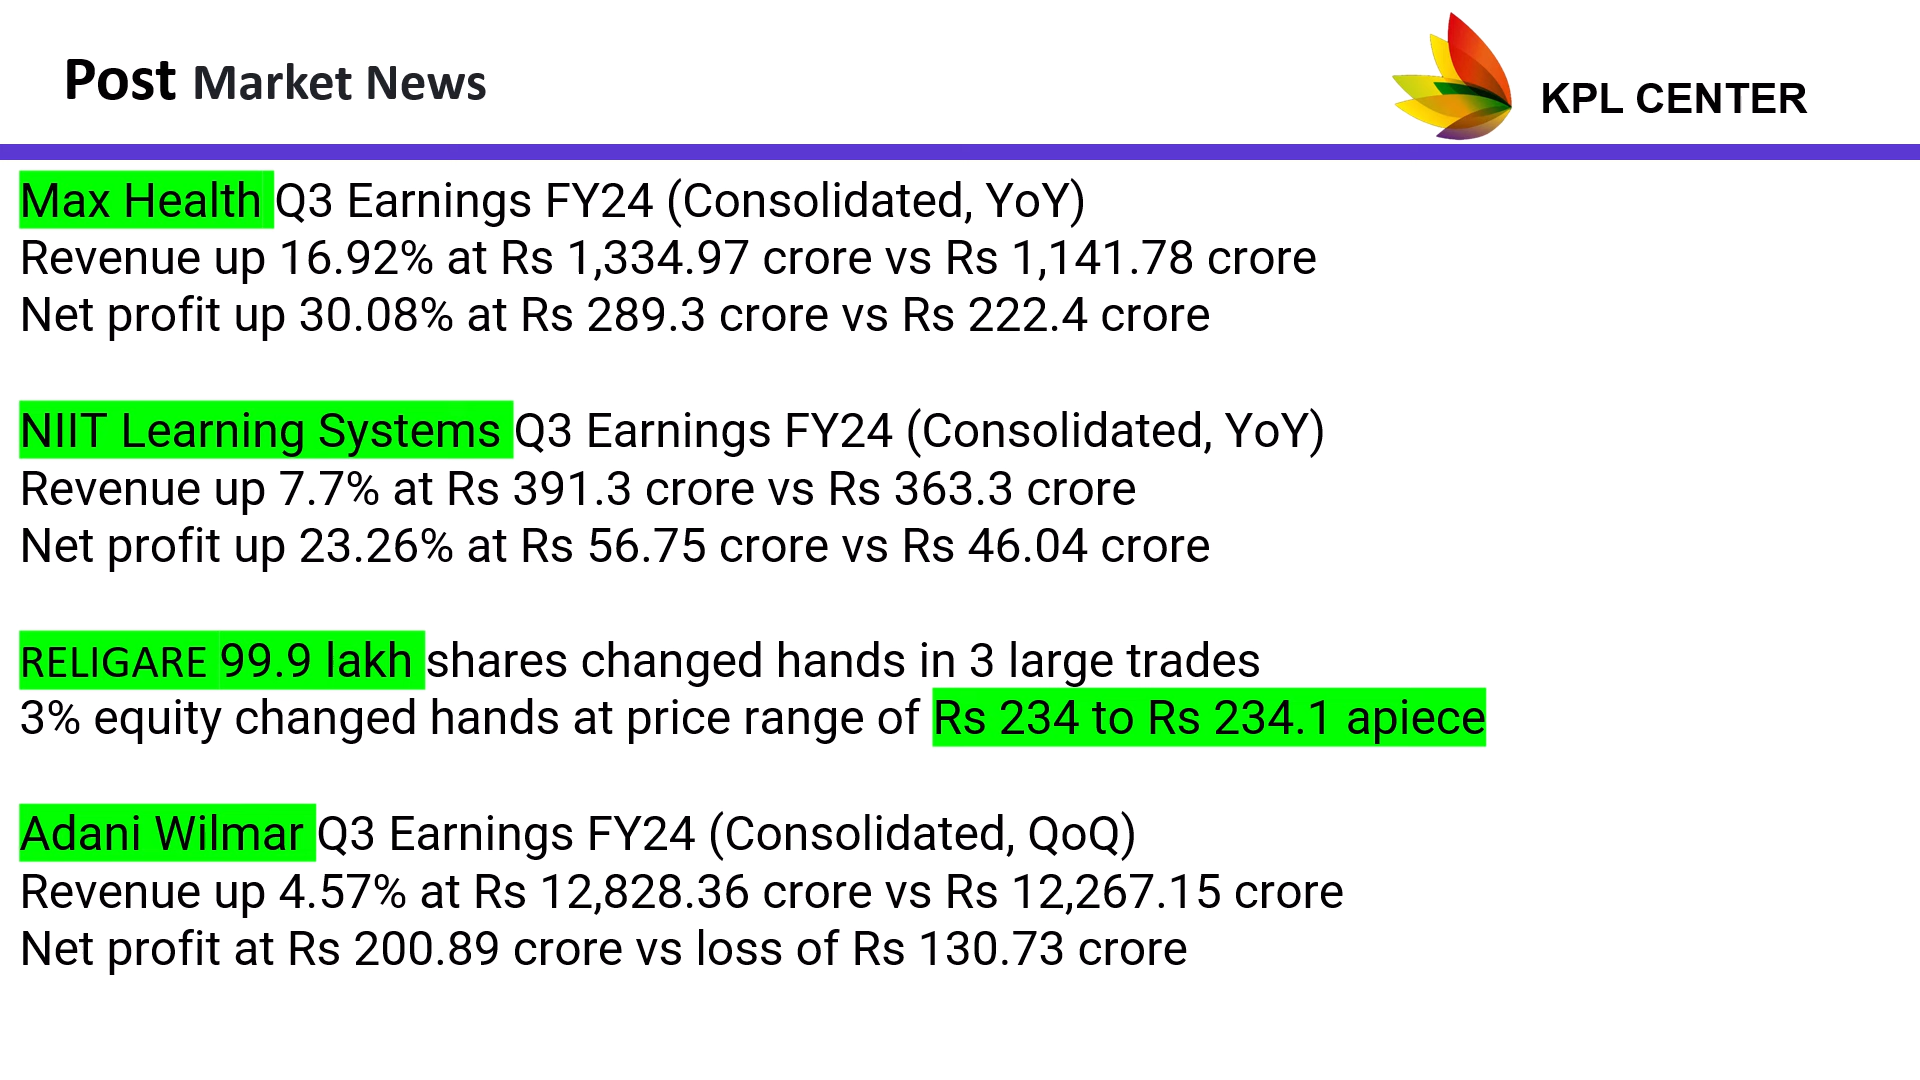 Post Market News
KPL CENTER
Max Health Q3 Earnings FY24 (Consolidated, YoY)
Revenue up 16.92% at Rs 1,334.97 crore vs Rs 1,141.78 crore
Net profit up 30.08% at Rs 289.3 crore vs Rs 222.4 crore
NIIT Learning Systems Q3 Earnings FY24 (Consolidated, YoY)
Revenue up 7.7% at Rs 391.3 crore vs Rs 363.3 crore
Net profit up 23.26% at Rs 56.75 crore vs Rs 46.04 crore
RELIGARE 99.9 lakh shares changed hands in 3 large trades
3% equity changed hands at price range of Rs 234 to Rs 234.1 apiece
Adani Wilmar Q3 Earnings FY24 (Consolidated, QoQ)
Revenue up 4.57% at Rs 12,828.36 crore vs Rs 12,267.15 crore
Net profit at Rs 200.89 crore vs loss of Rs 130.73 crore